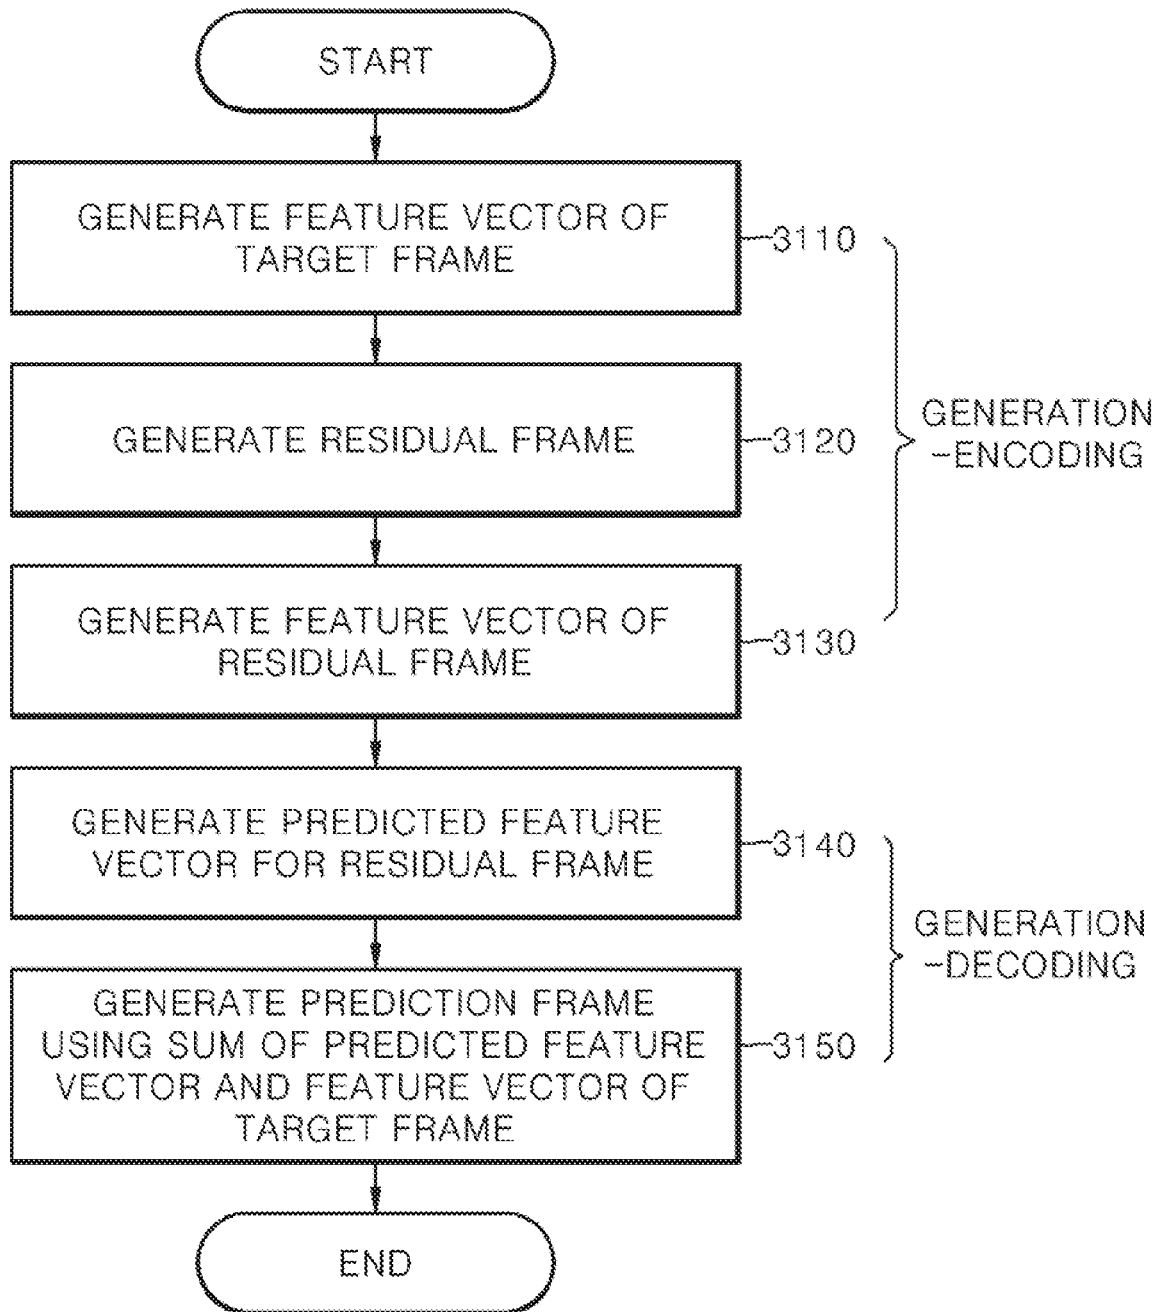 START
GENERATE FEATURE VECTOR OF
TARGET FRAME
3110
GENERATE RESIDUAL FRAME
3120
GENERATION
-ENCODING
GENERATE FEATURE VECTOR OF
RESIDUAL FRAME
3130
GENERATE PREDICTED FEATURE
VECTOR FOR RESIDUAL FRAME
3140
GENERATION
-DECODING
GENERATE PREDICTION FRAME
USING SUM OF PREDICTED FEATURE
VECTOR AND FEATURE VECTOR OF
TARGET FRAME
3150
END